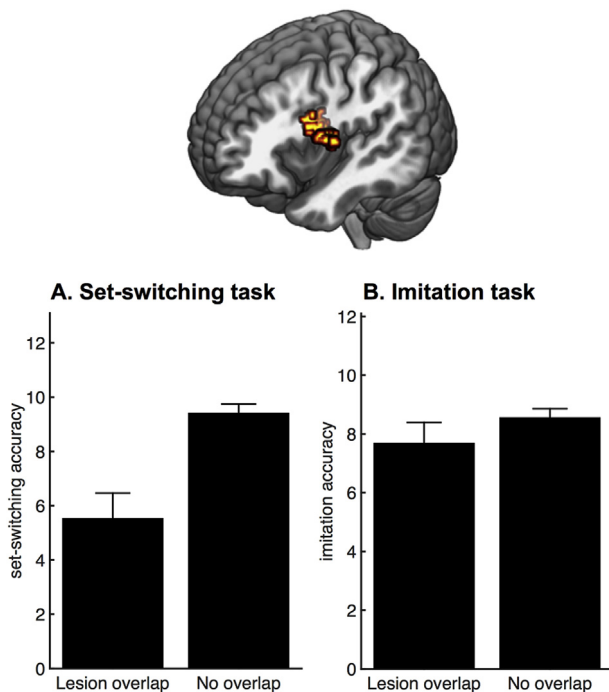 A. Set-switching task
set-switching accuracy
12
10
8
6
4
2
0
Lesion overlap No overlap
B. Imitation task
imitation accuracy
12
10
8
6
4
2
0
Lesion overlap No overlap